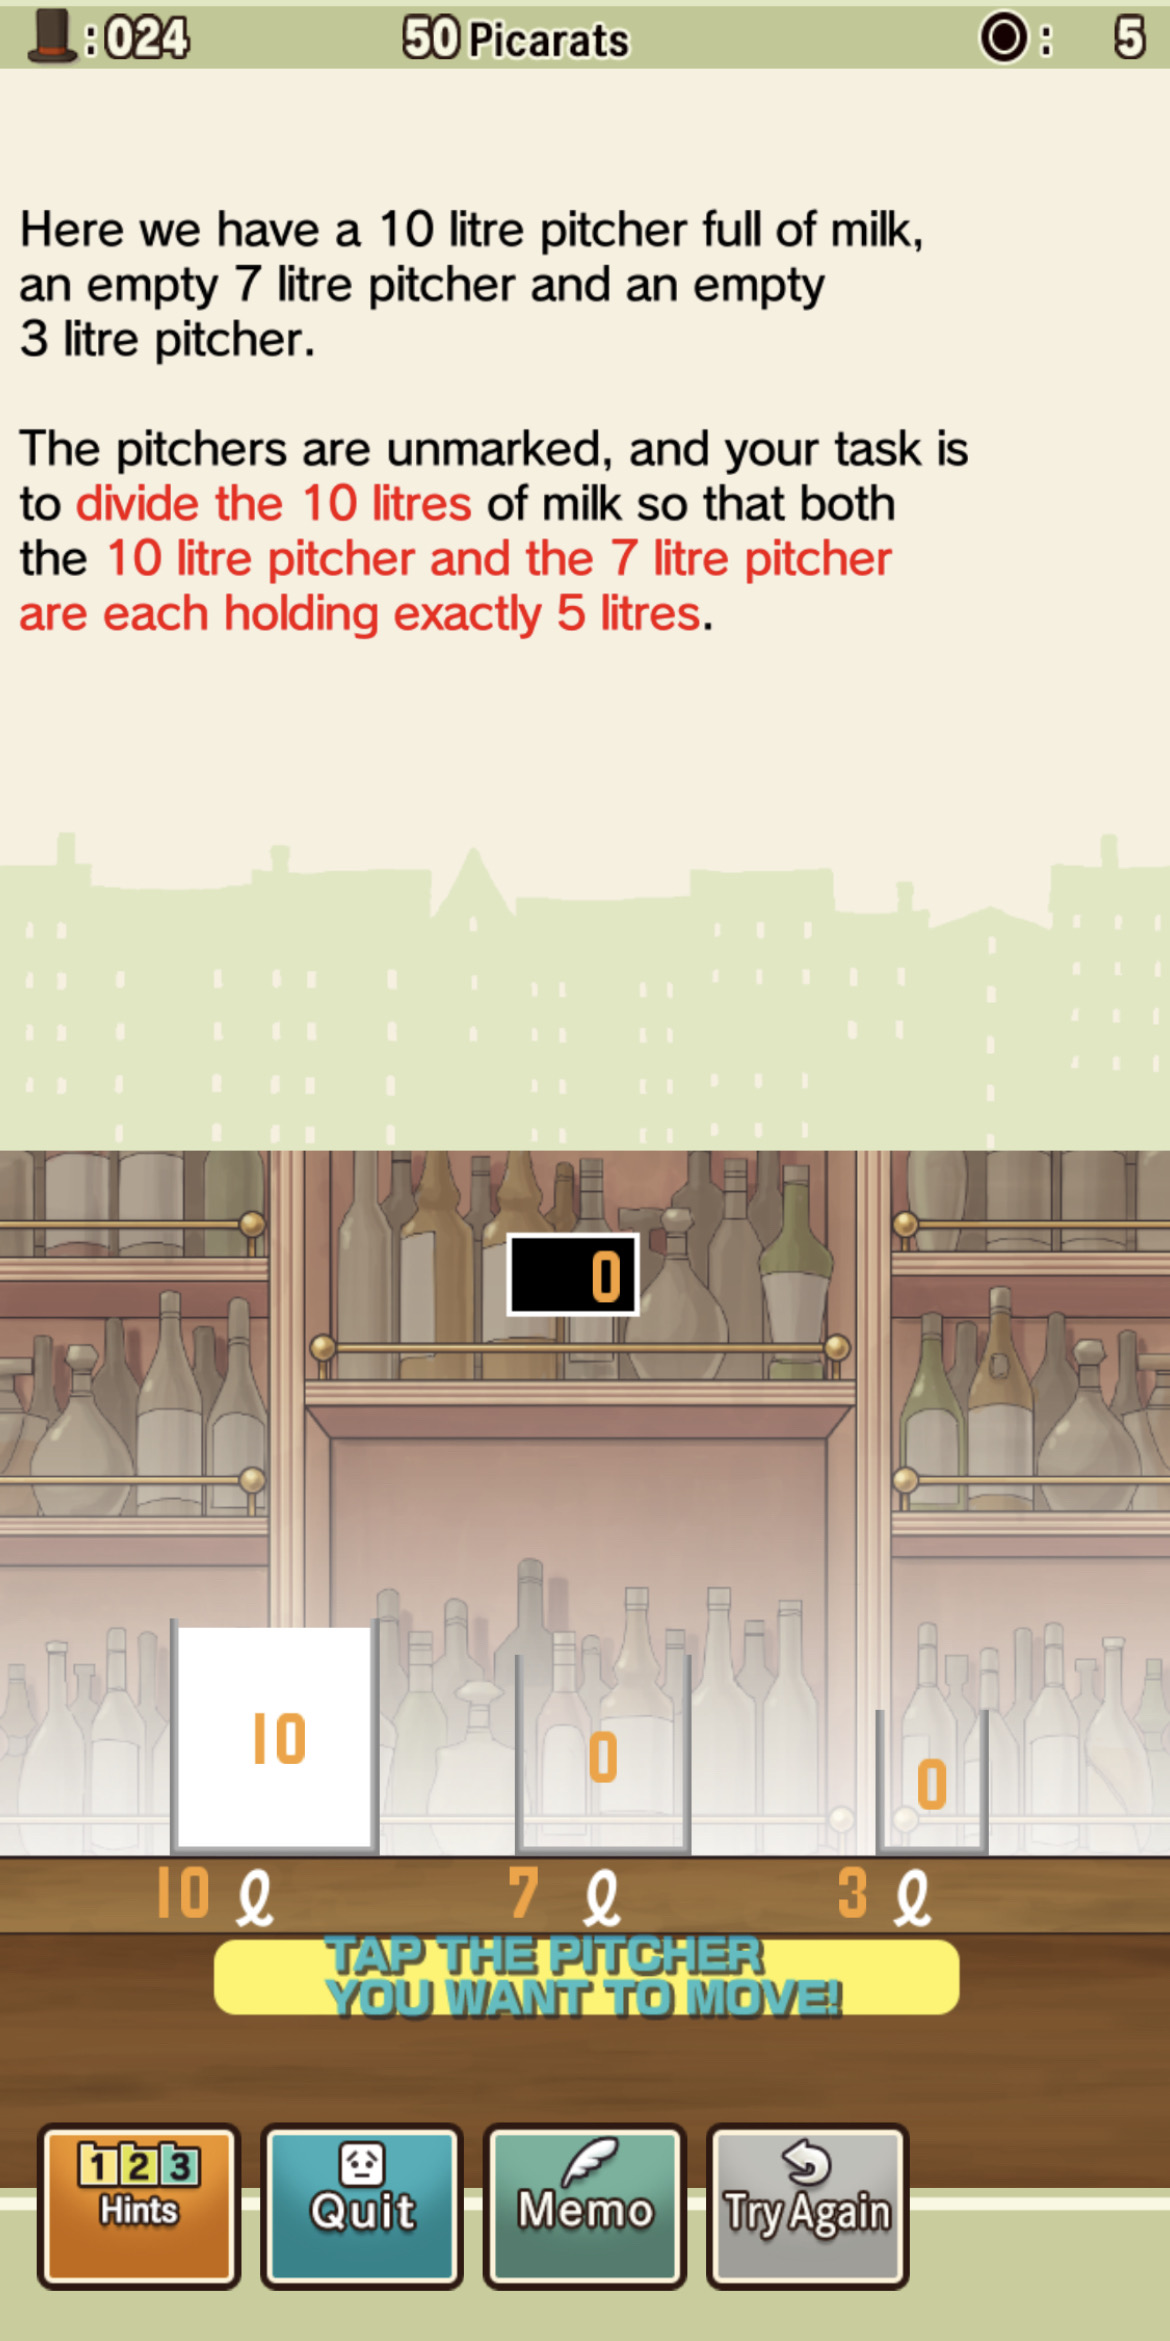 :024 50 Picarats : 5
Here we have a 10 litre pitcher full of milk,
an empty 7 litre pitcher and an empty
3 litre pitcher.
The pitchers are unmarked, and your task is
to divide the 10 litres of milk so that both
the 10 litre pitcher and the 7 litre pitcher
are each holding exactly 5 litres.
0
10 0 0
10 ℓ 7 ℓ 3 ℓ
TAP THE PITCHER
YOU WANT TO MOVE!
1 2 3
Hints Quit Memo Try Again